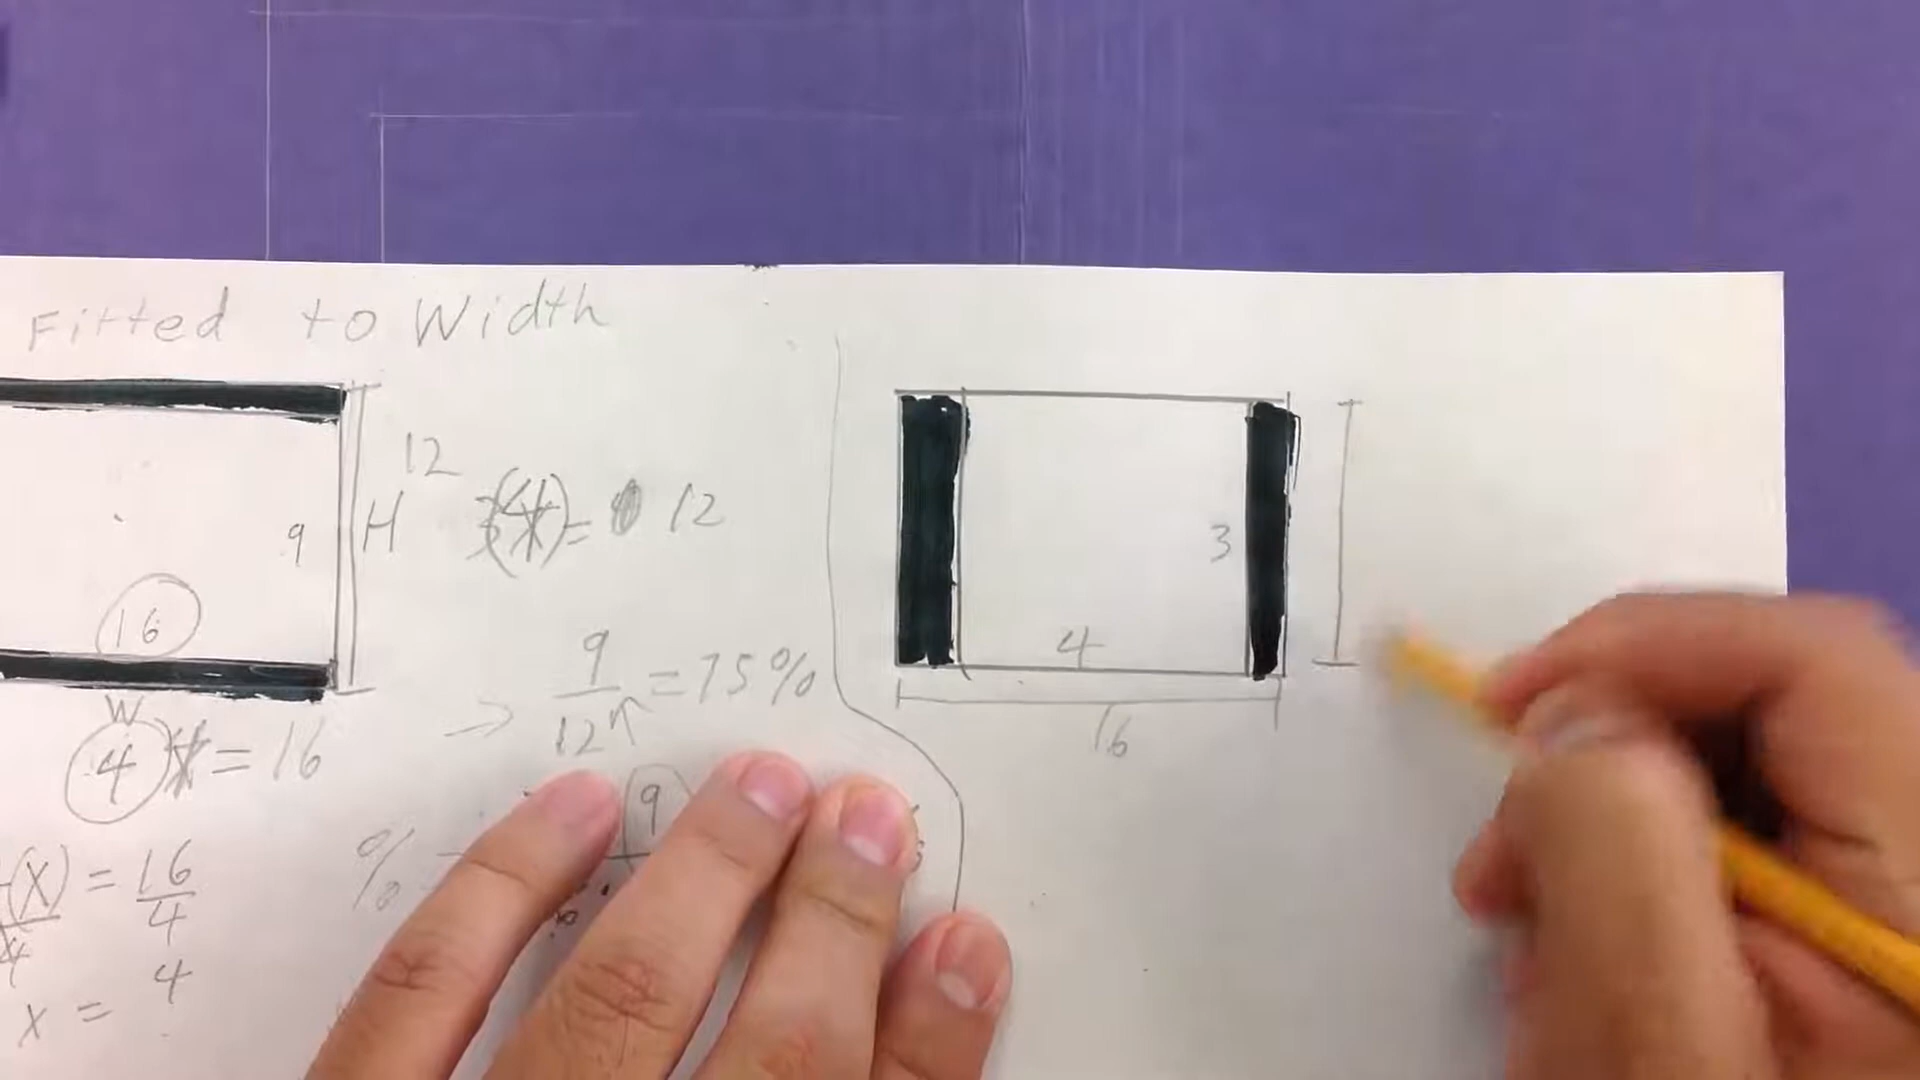 Fitted to Width
12
H
9
= 12
16
W
4 = 16
9/12 = 75%
9
%
(x) = 16/4
4
x = 4
3
4
16